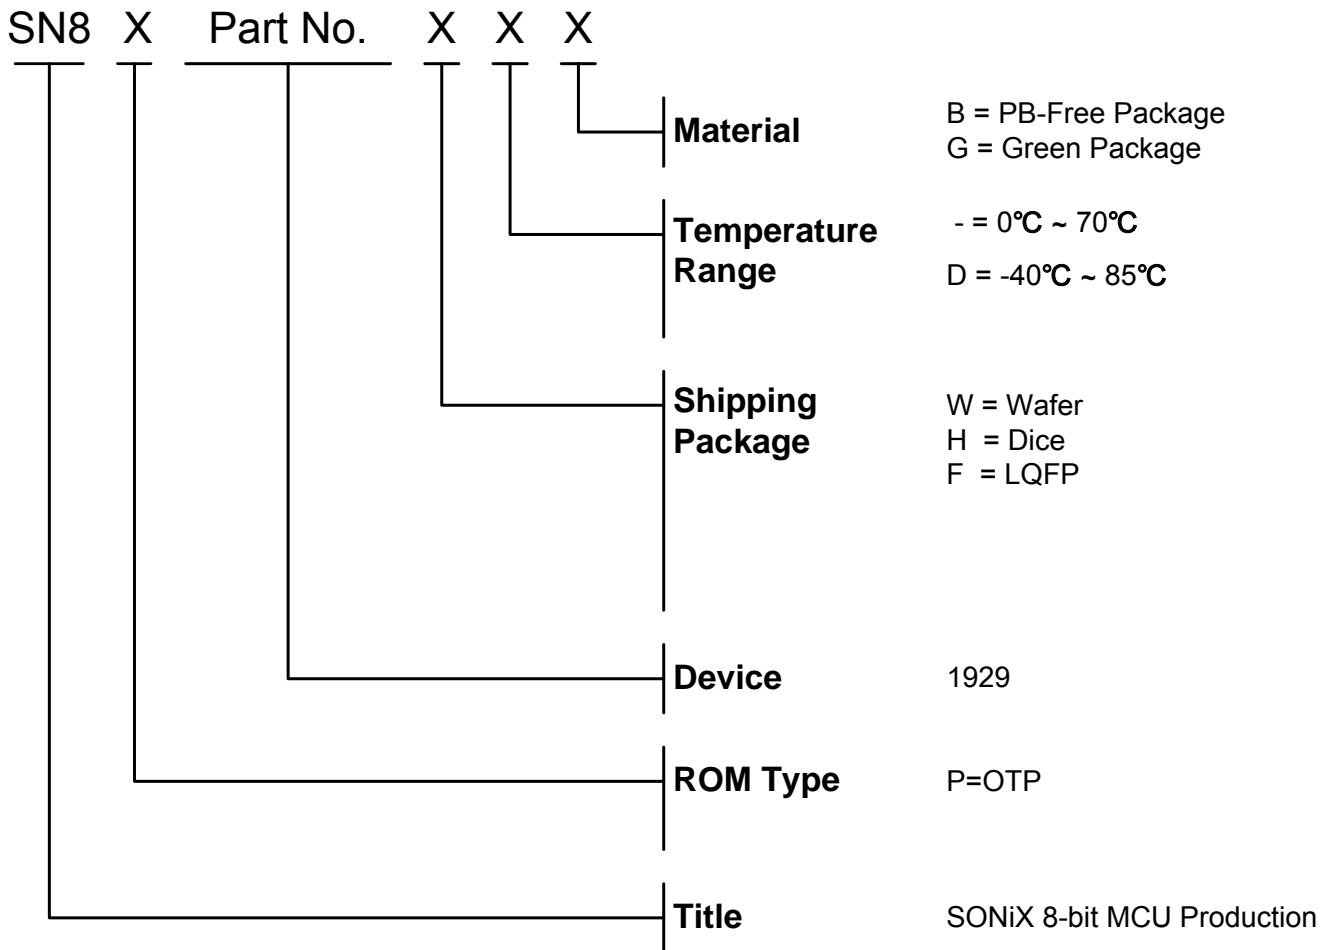 SN8 X Part No. X X X
Material
B = PB-Free Package
G = Green Package
Temperature
Range
- = 0℃ ~ 70℃
D = -40℃ ~ 85℃
Shipping
Package
W = Wafer
H = Dice
F = LQFP
Device
1929
ROM Type
P=OTP
Title
SONiX 8-bit MCU Production